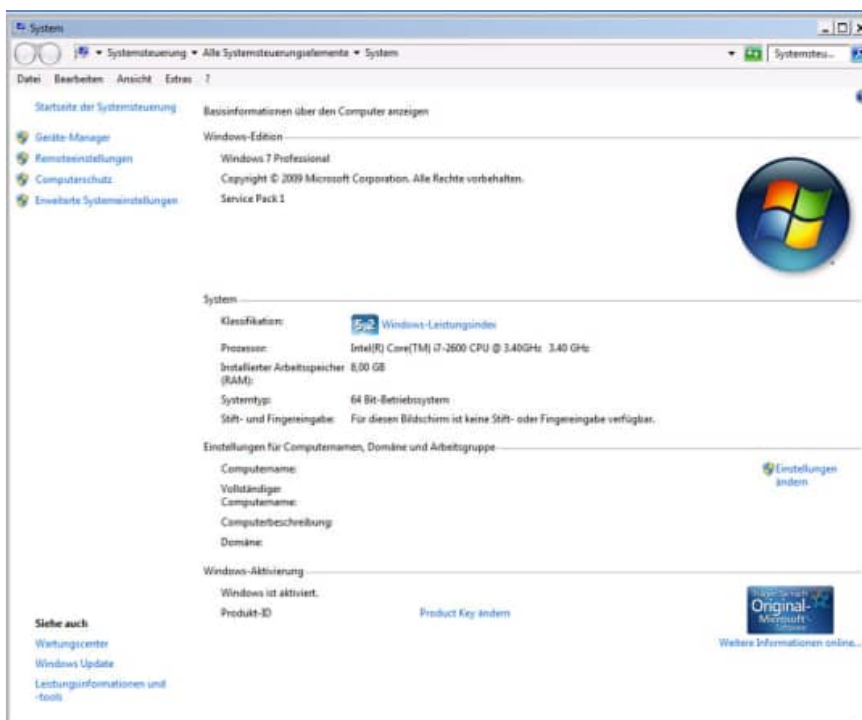 System
Systemsteuerung Alle Systemsteuerungselemente System Systemsteu...
Datei Bearbeiten Ansicht Extras ?
Startseite der Systemsteuerung
Geräte-Manager
Remoteeinstellungen
Computerschutz
Erweiterte Systemeinstellungen
Basisinformationen über den Computer anzeigen
Windows-Edition
Windows 7 Professional
Copyright © 2009 Microsoft Corporation. Alle Rechte vorbehalten.
Service Pack 1
System
Klassifikation: 5,2 Windows-Leistungsindex
Prozessor: Intel(R) Core(TM) i7-2600 CPU @ 3.40GHz 3.40 GHz
Installierter Arbeitsspeicher 8,00 GB
(RAM):
Systemtyp: 64 Bit-Betriebssystem
Stift- und Fingereingabe: Für diesen Bildschirm ist keine Stift- oder Fingereingabe verfügbar.
Einstellungen für Computernamen, Domäne und Arbeitsgruppe
Computername: Einstellungen
ändern
Vollständiger
Computername:
Computerbeschreibung:
Domäne:
Windows-Aktivierung
Windows ist aktiviert.
Produkt-ID Product Key ändern
Original-
Microsoft
Software
Weitere Informationen online...
Siehe auch
Wartungscenter
Windows Update
Leistungsinformationen und
-tools